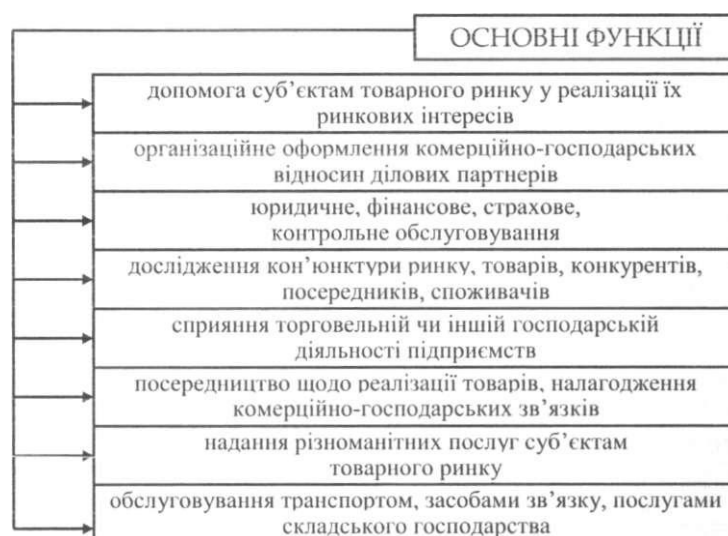 ОСНОВНІ ФУНКЦІЇ
допомога суб’єктам товарного ринку у реалізації їх
ринкових інтересів
організаційне оформлення комерційно-господарських
відносин ділових партнерів
юридичне, фінансове, страхове,
контрольне обслуговування
дослідження кон’юнктури ринку, товарів, конкурентів,
посередників, споживачів
сприяння торговельній чи іншій господарській
діяльності підприємств
посередництво щодо реалізації товарів, налагодження
комерційно-господарських зв’язків
надання різноманітних послуг суб’єктам
товарного ринку
обслуговування транспортом, засобами зв’язку, послугами
складського господарства